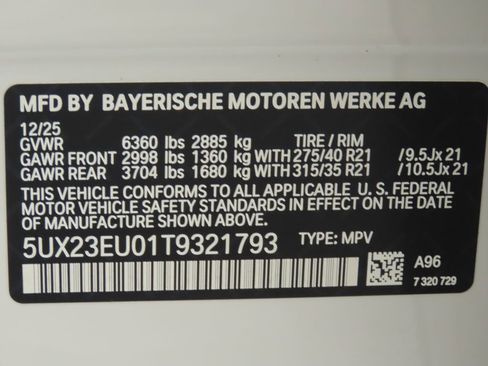 MFD BY BAYERISCHE MOTOREN WERKE AG
12/25
GVWR 6360 lbs 2885 kg TIRE / RIM
GAWR FRONT 2998 lbs 1360 kg WITH 275/40 R21 /9.5Jx 21
GAWR REAR 3704 lbs 1680 kg WITH 315/35 R21 /10.5Jx 21
THIS VEHICLE CONFORMS TO ALL APPLICABLE U. S. FEDERAL
MOTOR VEHICLE SAFETY STANDARDS IN EFFECT ON THE
DATE OF MANUFACTURE SHOWN ABOVE.
5UX23EU01T9321793 TYPE: MPV
A96
7 320 729